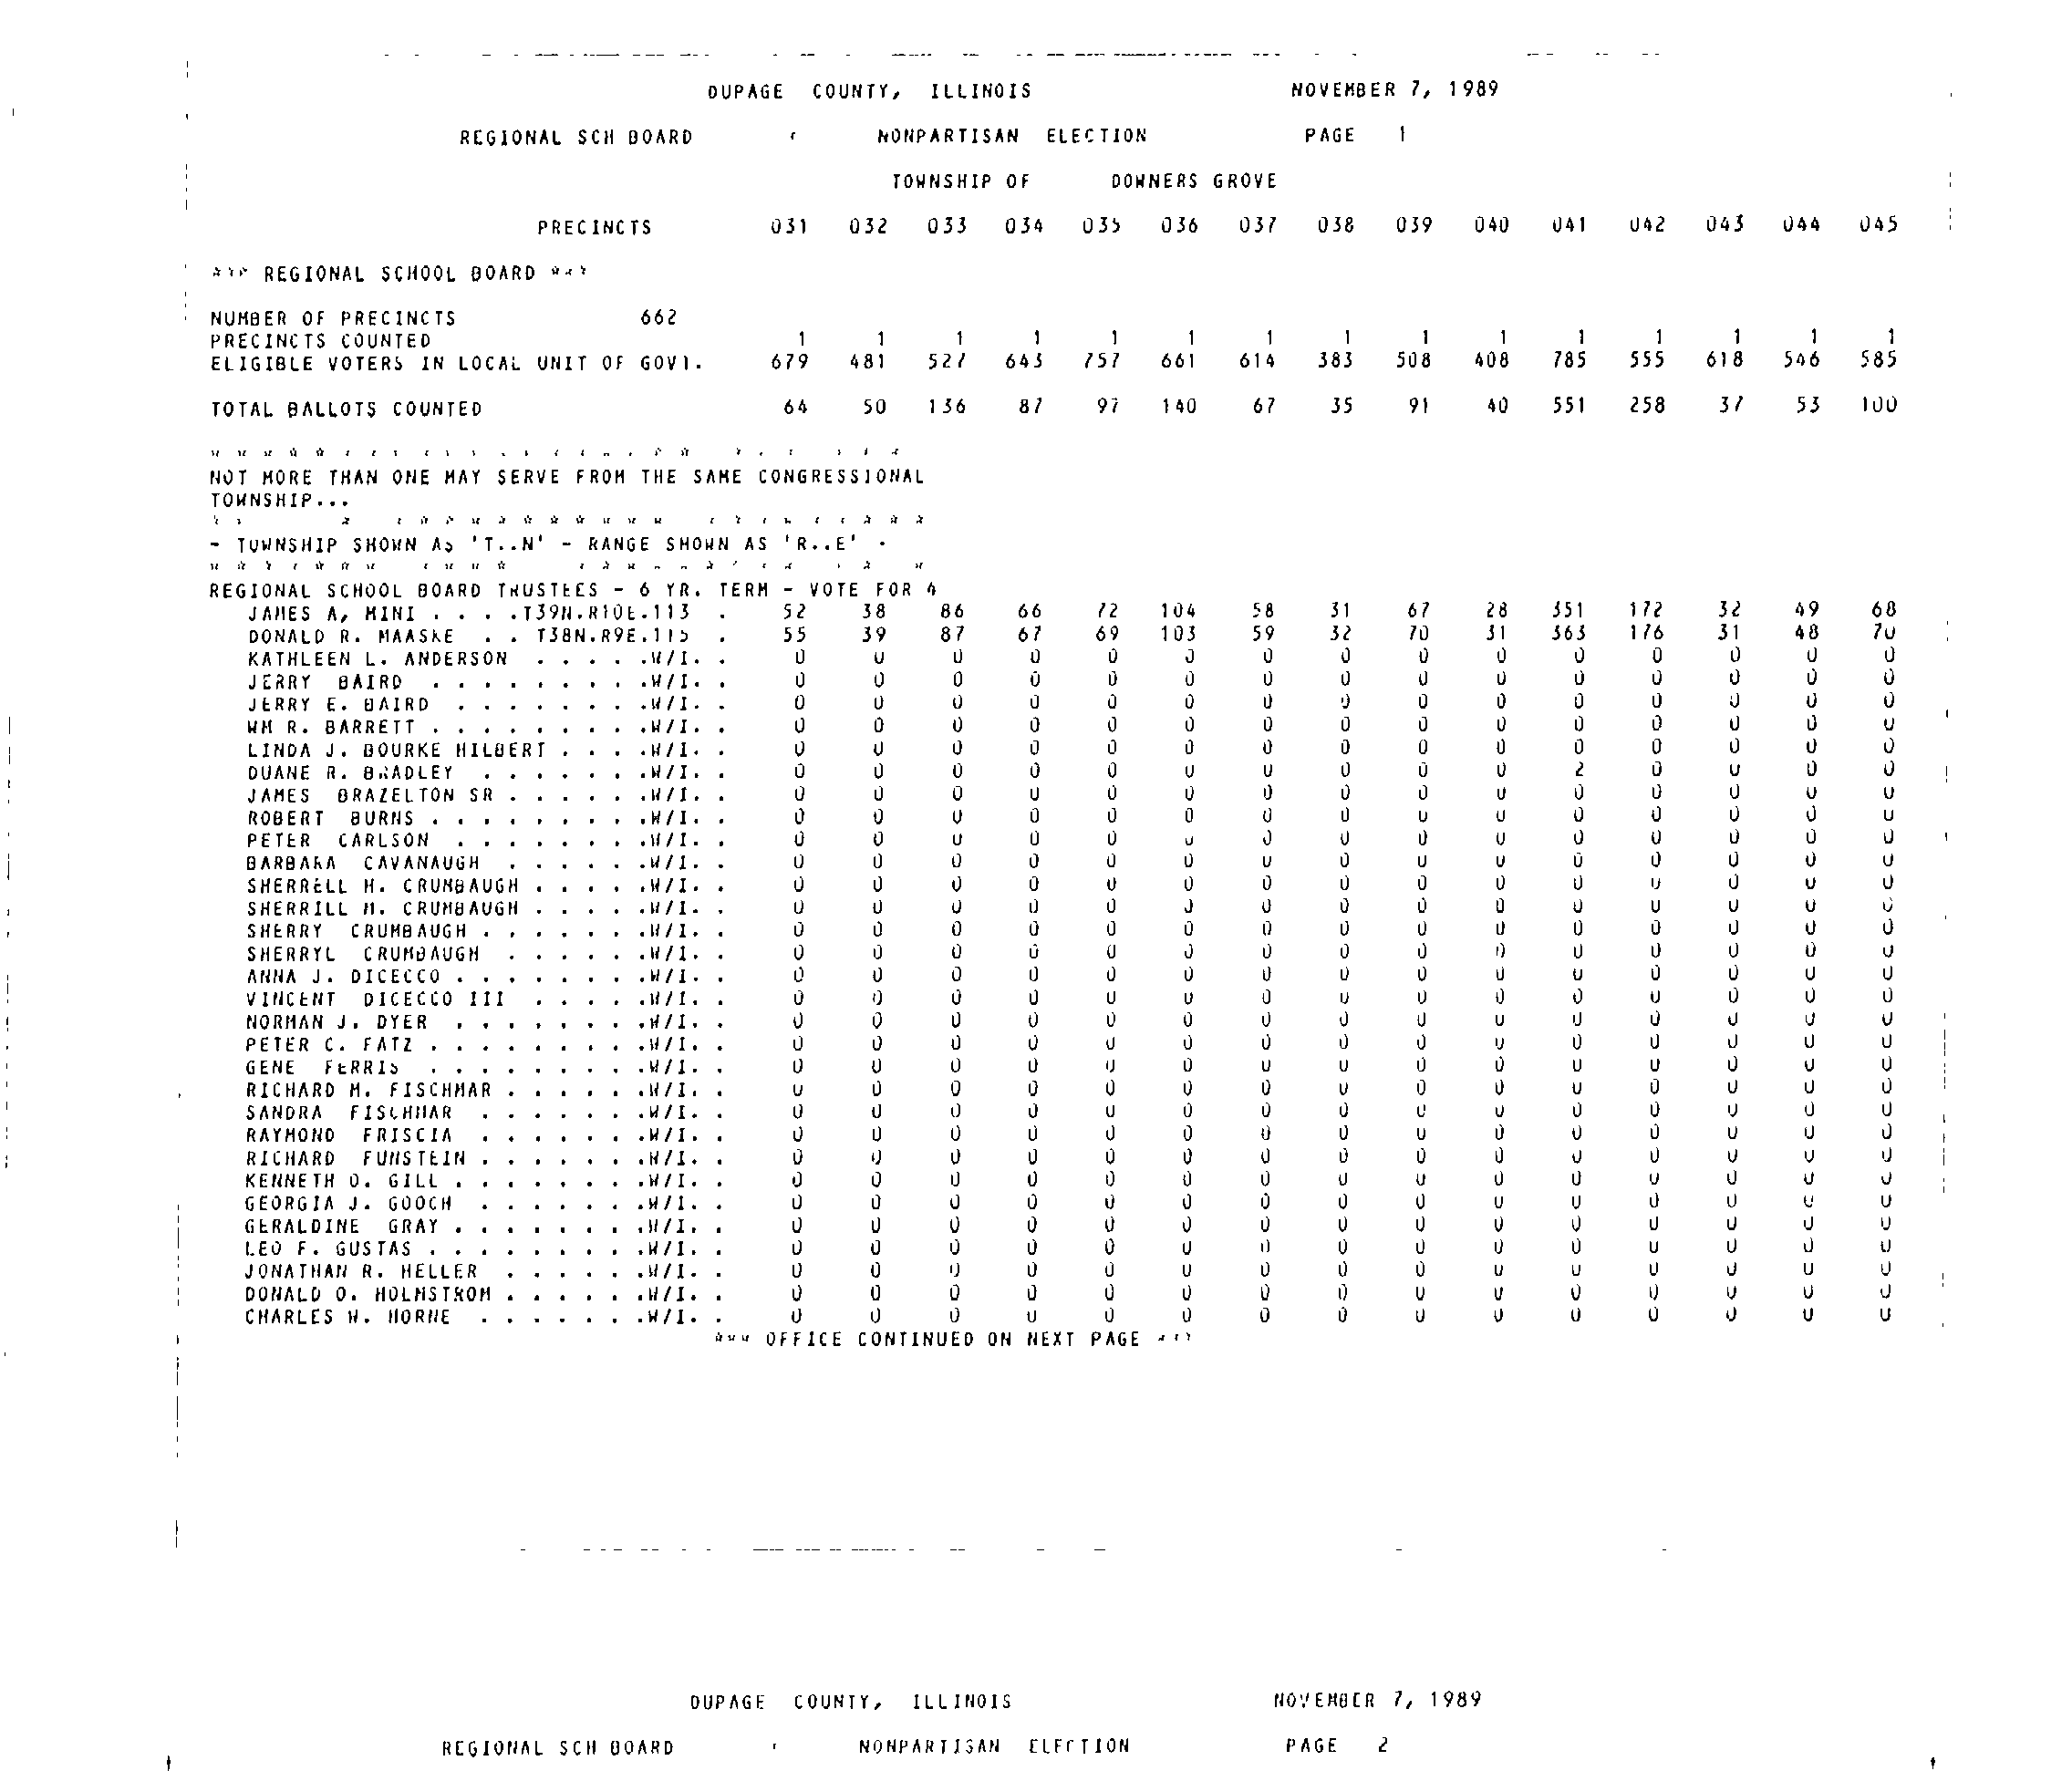 DUPAGE COUNTY, ILLINOIS NOVEMBER 7, 1989
REGIONAL SCH BOARD NONPARTISAN ELECTION PAGE 1
TOWNSHIP OF DOWNERS GROVE
PRECINCTS 031 032 033 034 035 036 037 038 039 040 041 042 043 044 045
*** REGIONAL SCHOOL BOARD ***
NUMBER OF PRECINCTS 662
PRECINCTS COUNTED 1 1 1 1 1 1 1 1 1 1 1 1 1 1 1
ELIGIBLE VOTERS IN LOCAL UNIT OF GOVT. 679 481 527 643 757 661 614 383 508 408 785 555 618 546 585
TOTAL BALLOTS COUNTED 64 50 136 87 97 140 67 35 91 40 551 258 37 53 100
NOT MORE THAN ONE MAY SERVE FROM THE SAME CONGRESSIONAL
TOWNSHIP...
- TOWNSHIP SHOWN AS 'T..N' - RANGE SHOWN AS 'R..E' -
REGIONAL SCHOOL BOARD TRUSTEES - 6 YR. TERM - VOTE FOR
JAMES A, MINI . . . .T39N.R10E.113 . 52 38 86 66 72 104 58 31 67 28 351 172 32 49 68
DONALD R. MAASKE . . T38N.R9E.115 . 55 39 87 67 69 103 59 32 70 31 363 176 31 48 70
KATHLEEN L. ANDERSON . . . . .W/I. . 0 0 0 0 0 0 0 0 0 0 0 0 0 0 0
JERRY BAIRD . . . . . . . . .W/I. . 0 0 0 0 0 0 0 0 0 0 0 0 0 0 0
JERRY E. BAIRD . . . . . . . .W/I. . 0 0 0 0 0 0 0 0 0 0 0 0 0 0 0
WM R. BARRETT . . . . . . . . .W/I. . 0 0 0 0 0 0 0 0 0 0 0 0 0 0 0
LINDA J. BOURKE HILBERT . . . .W/I. . 0 0 0 0 0 0 0 0 0 0 0 0 0 0 0
DUANE R. BRADLEY . . . . . . .W/I. . 0 0 0 0 0 0 0 0 0 0 2 0 0 0 0
JAMES BRAZELTON SR . . . . . .W/I. . 0 0 0 0 0 0 0 0 0 0 0 0 0 0 0
ROBERT BURNS . . . . . . . . .W/I. . 0 0 0 0 0 0 0 0 0 0 0 0 0 0 0
PETER CARLSON . . . . . . . .W/I. . 0 0 0 0 0 0 0 0 0 0 0 0 0 0 0
BARBARA CAVANAUGH . . . . . .W/I. . 0 0 0 0 0 0 0 0 0 0 0 0 0 0 0
SHERRELL H. CRUMBAUGH . . . . .W/I. . 0 0 0 0 0 0 0 0 0 0 0 0 0 0 0
SHERRILL M. CRUMBAUGH . . . . .W/I. . 0 0 0 0 0 0 0 0 0 0 0 0 0 0 0
SHERRY CRUMBAUGH . . . . . . .W/I. . 0 0 0 0 0 0 0 0 0 0 0 0 0 0 0
SHERRYL CRUMBAUGH . . . . . .W/I. . 0 0 0 0 0 0 0 0 0 0 0 0 0 0 0
ANNA J. DICECCO . . . . . . . .W/I. . 0 0 0 0 0 0 0 0 0 0 0 0 0 0 0
VINCENT DICECCO III . . . . .W/I. . 0 0 0 0 0 0 0 0 0 0 0 0 0 0 0
NORMAN J. DYER . . . . . . . .W/I. . 0 0 0 0 0 0 0 0 0 0 0 0 0 0 0
PETER C. FATZ . . . . . . . . .W/I. . 0 0 0 0 0 0 0 0 0 0 0 0 0 0 0
GENE FERRIS . . . . . . . . .W/I. . 0 0 0 0 0 0 0 0 0 0 0 0 0 0 0
RICHARD M. FISCHMAR . . . . . .W/I. . 0 0 0 0 0 0 0 0 0 0 0 0 0 0 0
SANDRA FISCHMAR . . . . . . .W/I. . 0 0 0 0 0 0 0 0 0 0 0 0 0 0 0
RAYMOND FRISCIA . . . . . . .W/I. . 0 0 0 0 0 0 0 0 0 0 0 0 0 0 0
RICHARD FUNSTEIN . . . . . . .W/I. . 0 0 0 0 0 0 0 0 0 0 0 0 0 0 0
KENNETH O. GILL . . . . . . . .W/I. . 0 0 0 0 0 0 0 0 0 0 0 0 0 0 0
GEORGIA J. GOOCH . . . . . . .W/I. . 0 0 0 0 0 0 0 0 0 0 0 0 0 0 0
GERALDINE GRAY . . . . . . . .W/I. . 0 0 0 0 0 0 0 0 0 0 0 0 0 0 0
LEO F. GUSTAS . . . . . . . . .W/I. . 0 0 0 0 0 0 0 0 0 0 0 0 0 0 0
JONATHAN R. HELLER . . . . . .W/I. . 0 0 0 0 0 0 0 0 0 0 0 0 0 0 0
DONALD O. HOLMSTROM . . . . . .W/I. . 0 0 0 0 0 0 0 0 0 0 0 0 0 0 0
CHARLES W. HORNE . . . . . . .W/I. . 0 0 0 0 0 0 0 0 0 0 0 0 0 0 0
*** OFFICE CONTINUED ON NEXT PAGE ***
DUPAGE COUNTY, ILLINOIS NOVEMBER 7, 1989
REGIONAL SCH BOARD NONPARTISAN ELECTION PAGE 2